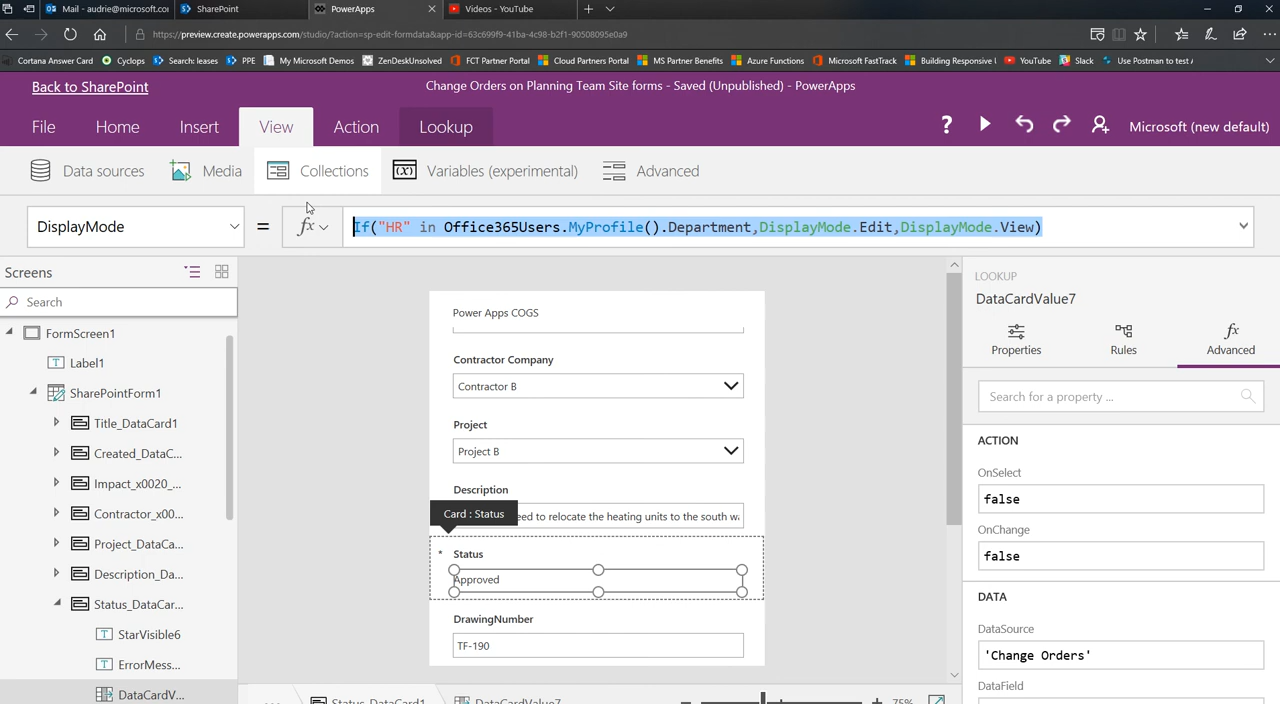 Mail - audrie@microsoft.coi
SharePoint
PowerApps
Videos - YouTube
https://preview.create.powerapps.com/studio/?action=sp-edit-formdata&app-id=63c699f9-41ba-4c98-b2f1-90508095e0a9
Cortana Answer Card
Cyclops
Search: leases
PPE
My Microsoft Demos
ZenDeskUnsolved
FCT Partner Portal
Cloud Partners Portal
MS Partner Benefits
Azure Functions
Microsoft FastTrack
Building Responsive
YouTube
Slack
Use Postman to test
Back to SharePoint
Change Orders on Planning Team Site forms - Saved (Unpublished) - PowerApps
File
Home
Insert
View
Action
Lookup
?
Microsoft (new default)
Data sources
Media
Collections
(x) Variables (experimental)
Advanced
DisplayMode
=
fx
If("HR" in Office365Users.MyProfile().Department,DisplayMode.Edit,DisplayMode.View)
Screens
Search
FormScreen1
Label1
SharePointForm1
Title_DataCard1
Created_DataC...
Impact_x0020_...
Contractor_x00...
Project_DataCa...
Description_Da...
Status_DataCar...
StarVisible6
ErrorMess...
DataCardV...
Power Apps COGS
Contractor Company
Contractor B
Project
Project B
Description
Card : Status
eed to relocate the heating units to the south wa
* Status
Approved
DrawingNumber
TF-190
Status_DataCard1
DataCardValue7
75%
LOOKUP
DataCardValue7
Properties
Rules
fx
Advanced
Search for a property ...
ACTION
OnSelect
false
OnChange
false
DATA
DataSource
'Change Orders'
DataField